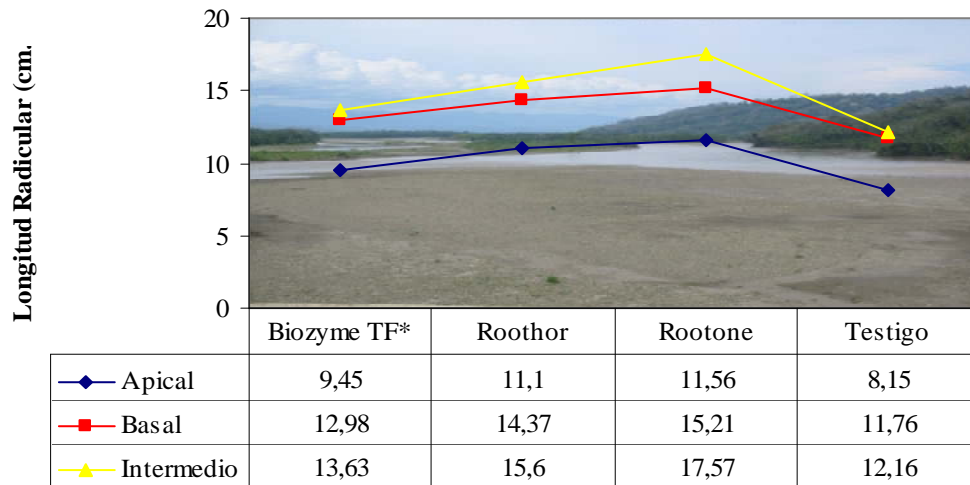 Longitud Radicular (cm.
20
15
10
5
0
Biozyme TF* Roothor Rootone Testigo
Apical 9,45 11,1 11,56 8,15
Basal 12,98 14,37 15,21 11,76
Intermedio 13,63 15,6 17,57 12,16